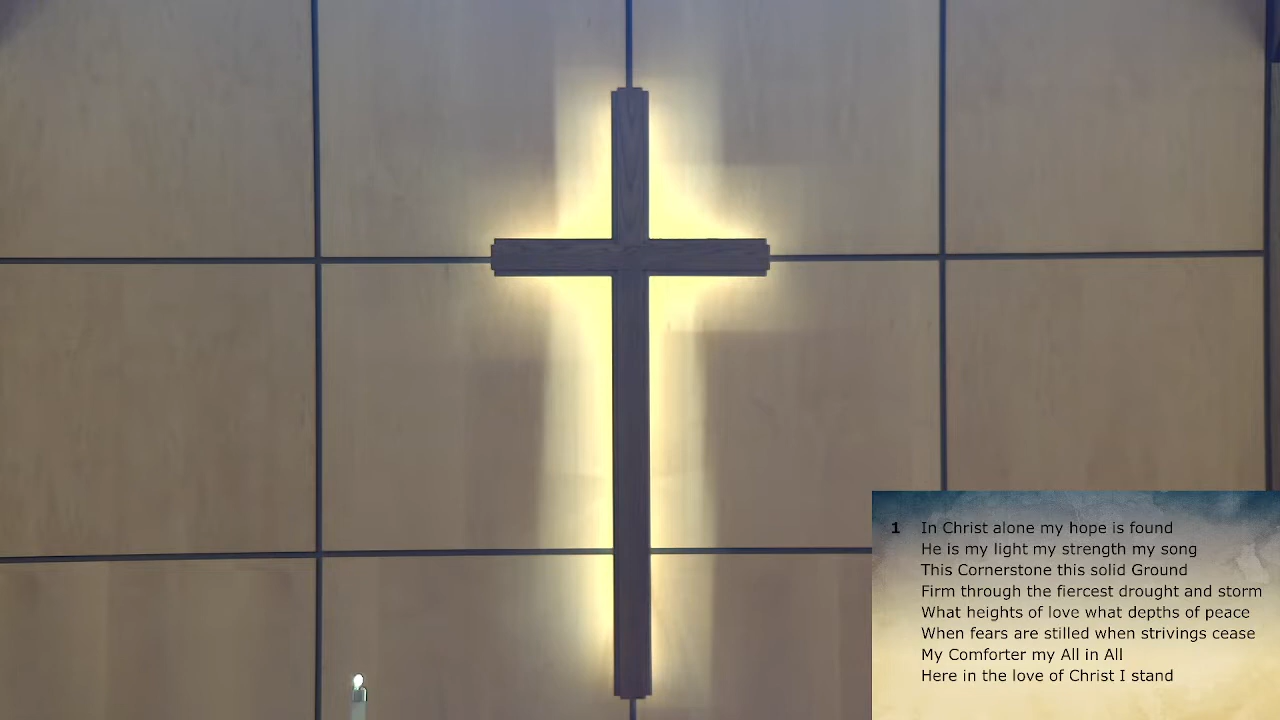 1 In Christ alone my hope is found
He is my light my strength my song
This Cornerstone this solid Ground
Firm through the fiercest drought and storm
What heights of love what depths of peace
When fears are stilled when strivings cease
My Comforter my All in All
Here in the love of Christ I stand